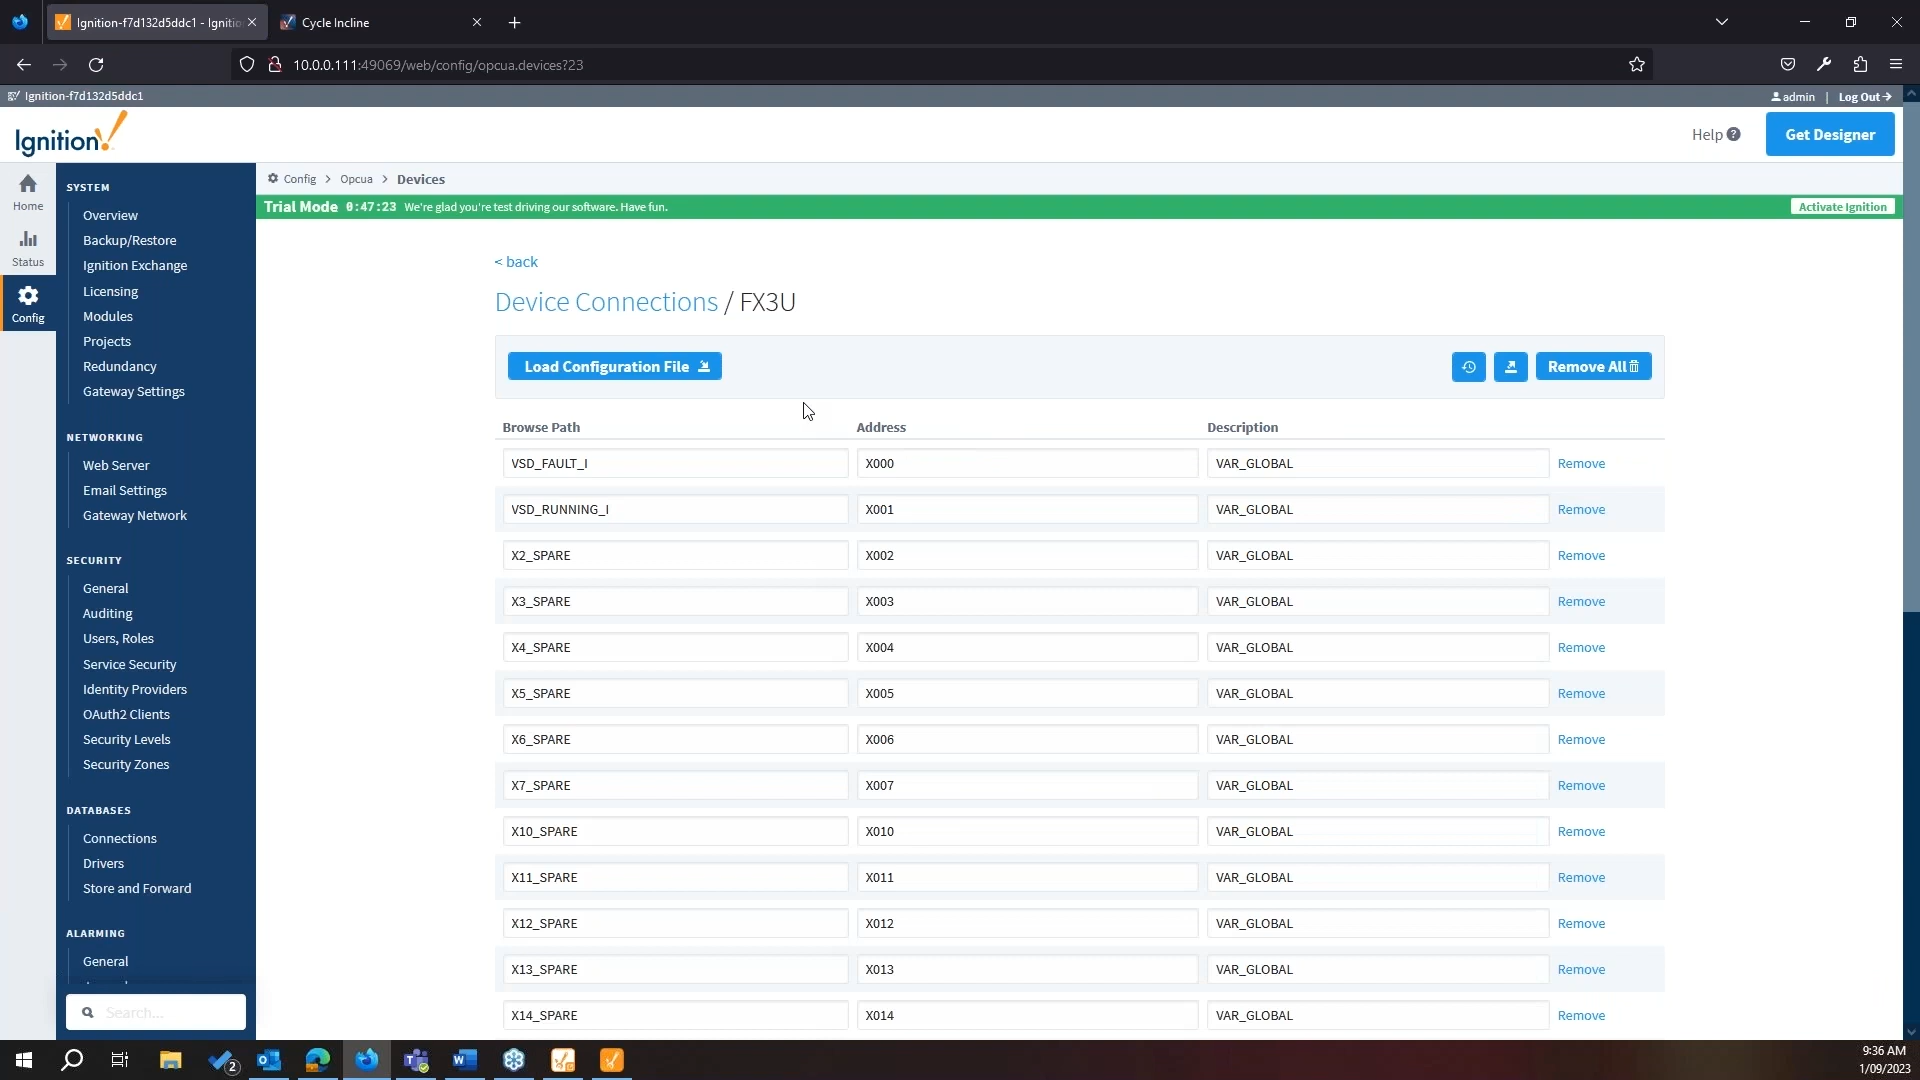 Ignition-f7d132d5ddc1 - Ignitio
Cycle Incline
10.0.0.111:49069/web/config/opcua.devices?23
Ignition-f7d132d5ddc1
admin | Log Out
Ignition!
Help ?
Get Designer
Home
Status
Config
SYSTEM
Overview
Backup/Restore
Ignition Exchange
Licensing
Modules
Projects
Redundancy
Gateway Settings
NETWORKING
Web Server
Email Settings
Gateway Network
SECURITY
General
Auditing
Users, Roles
Service Security
Identity Providers
OAuth2 Clients
Security Levels
Security Zones
DATABASES
Connections
Drivers
Store and Forward
ALARMING
General
Search...
Config > Opcua > Devices
Trial Mode 0:47:23 We're glad you're test driving our software. Have fun.
Activate Ignition
< back
Device Connections / FX3U
Load Configuration File
Remove All
Browse Path Address Description
VSD_FAULT_I X000 VAR_GLOBAL Remove
VSD_RUNNING_I X001 VAR_GLOBAL Remove
X2_SPARE X002 VAR_GLOBAL Remove
X3_SPARE X003 VAR_GLOBAL Remove
X4_SPARE X004 VAR_GLOBAL Remove
X5_SPARE X005 VAR_GLOBAL Remove
X6_SPARE X006 VAR_GLOBAL Remove
X7_SPARE X007 VAR_GLOBAL Remove
X10_SPARE X010 VAR_GLOBAL Remove
X11_SPARE X011 VAR_GLOBAL Remove
X12_SPARE X012 VAR_GLOBAL Remove
X13_SPARE X013 VAR_GLOBAL Remove
X14_SPARE X014 VAR_GLOBAL Remove
2
9:36 AM
1/09/2023